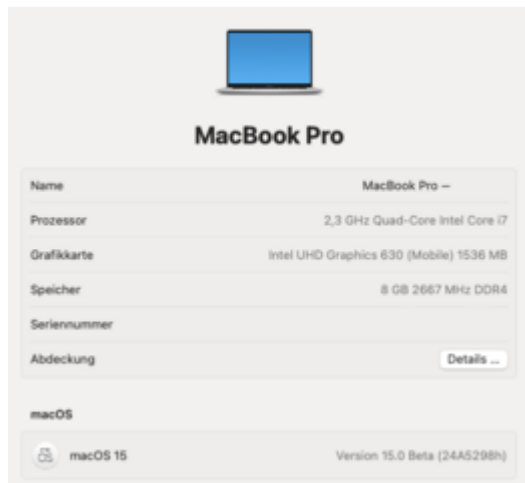 MacBook Pro
Name MacBook Pro –
Prozessor 2,3 GHz Quad-Core Intel Core i7
Grafikkarte Intel UHD Graphics 630 (Mobile) 1536 MB
Speicher 8 GB 2667 MHz DDR4
Seriennummer
Abdeckung Details ...
macOS
macOS 15 Version 15.0 Beta (24A5298h)